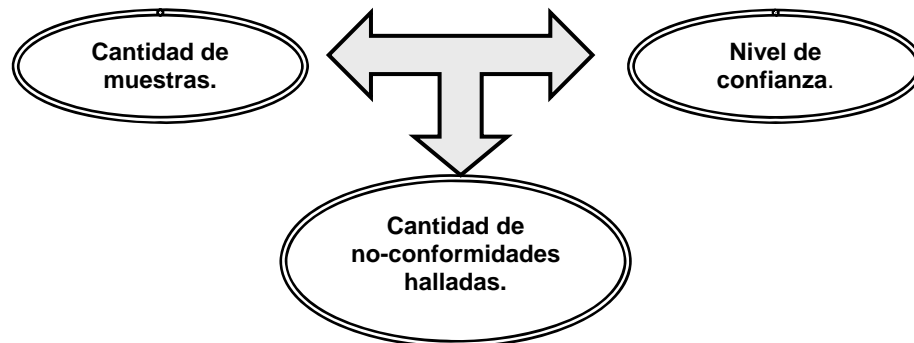 Cantidad de
muestras.
Nivel de
confianza.
Cantidad de
no-conformidades
halladas.